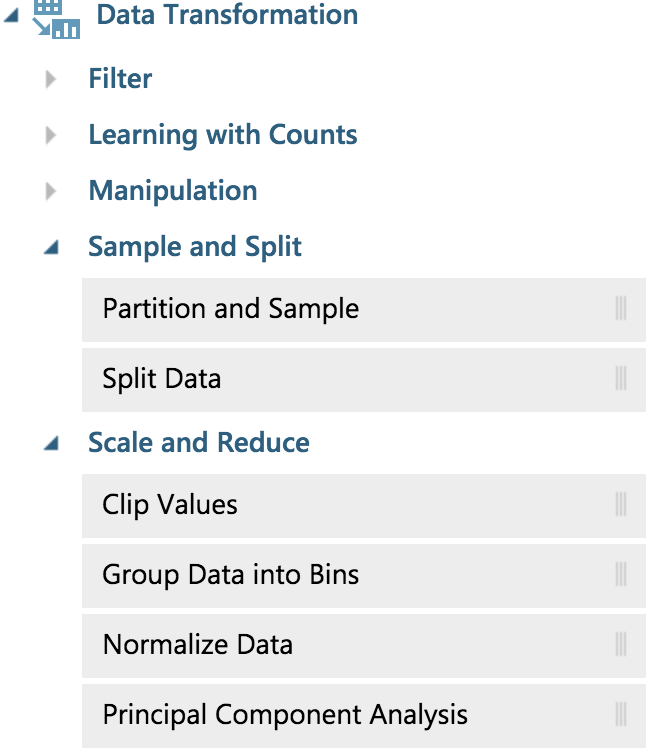 Data Transformation
Filter
Learning with Counts
Manipulation
Sample and Split
Partition and Sample
Split Data
Scale and Reduce
Clip Values
Group Data into Bins
Normalize Data
Principal Component Analysis